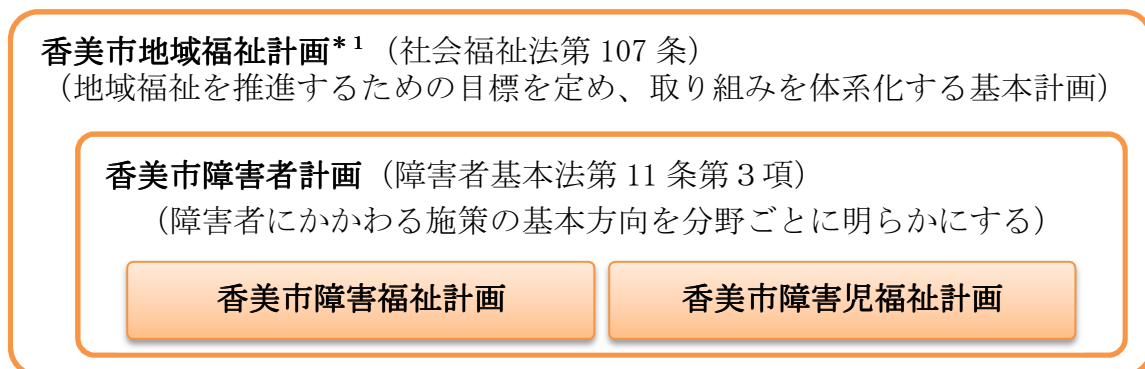 香美市地域福祉計画*1（社会福祉法第 107 条）
（地域福祉を推進するための目標を定め、取り組みを体系化する基本計画）
香美市障害者計画（障害者基本法第 11 条第３項）
（障害者にかかわる施策の基本方向を分野ごとに明らかにする）
香美市障害福祉計画
香美市障害児福祉計画